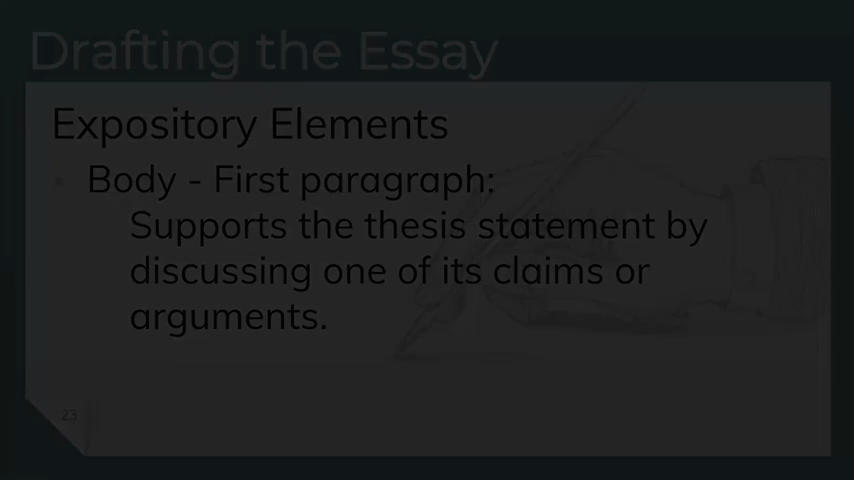 Drafting the Essay
Expository Elements
• Body - First paragraph:
Supports the thesis statement by
discussing one of its claims or
arguments.
23